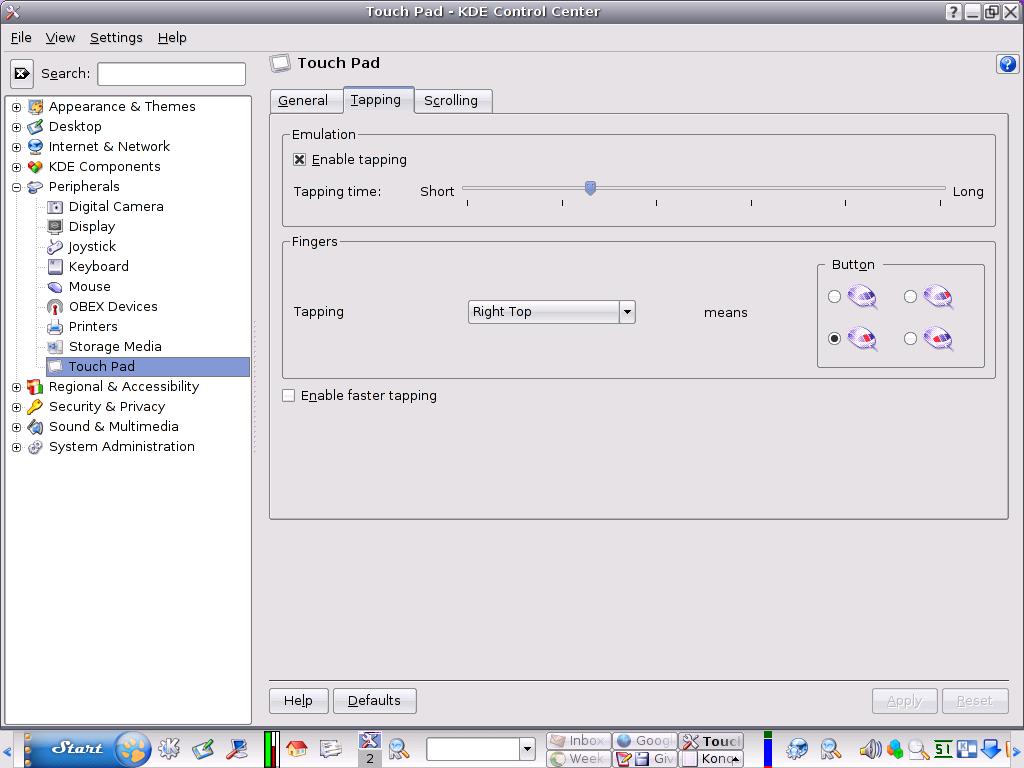 Touch Pad - KDE Control Center
File View Settings Help
Search:
Appearance & Themes
Desktop
Internet & Network
KDE Components
Peripherals
Digital Camera
Display
Joystick
Keyboard
Mouse
OBEX Devices
Printers
Storage Media
Touch Pad
Regional & Accessibility
Security & Privacy
Sound & Multimedia
System Administration
Touch Pad
General Tapping Scrolling
Emulation
Enable tapping
Tapping time: Short Long
Fingers
Button
Tapping Right Top means
Enable faster tapping
Help Defaults Apply Reset
Start
2
Inbox Goog Toucl
Week Giv Kong
51